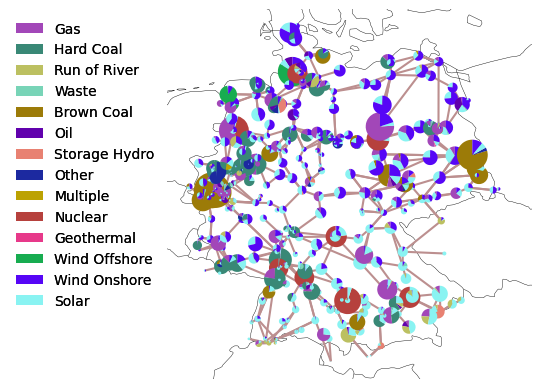 Gas
Hard Coal
Run of River
Waste
Brown Coal
Oil
Storage Hydro
Other
Multiple
Nuclear
Geothermal
Wind Offshore
Wind Onshore
Solar